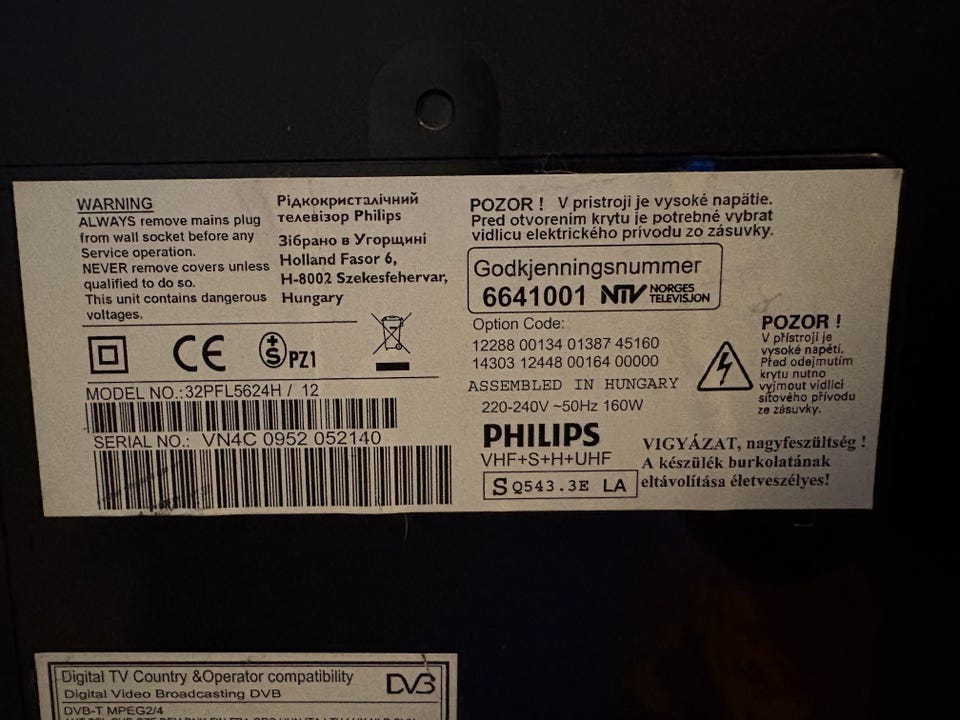 WARNING
ALWAYS remove mains plug
from wall socket before any
Service operation.
NEVER remove covers unless
qualified to do so.
This unit contains dangerous
voltages.
Рідкокристалічний
телевізор Philips
Зібрано в Угорщині
Holland Fasor 6,
H-8002 Szekesfehervar,
Hungary
CE
S PZ1
MODEL NO.:32PFL5624H / 12
SERIAL NO.: VN4C 0952 052140
POZOR ! V pristroji je vysoké napätie.
Pred otvorením krytu je potrebné vybrat
vidlicu elektrického prívodu zo zásuvky.
Godkjenningsnummer
6641001 NTV NORGES
TELEVISJON
Option Code:
12288 00134 01387 45160
14303 12448 00164 00000
ASSEMBLED IN HUNGARY
220-240V ~50Hz 160W
PHILIPS
VHF+S+H+UHF
S Q543.3E LA
POZOR !
V přístroji je
vysoké napětí.
Před odejmutím
krytu nutno
vyjmout vidlici
síťového přívodu
ze zásuvky.
VIGYÁZAT, nagyfeszültség !
A készülék burkolatának
eltávolítása életveszélyes!
Digital TV Country &Operator compatibility
Digital Video Broadcasting DVB
DVB
DVB-T MPEG2/4